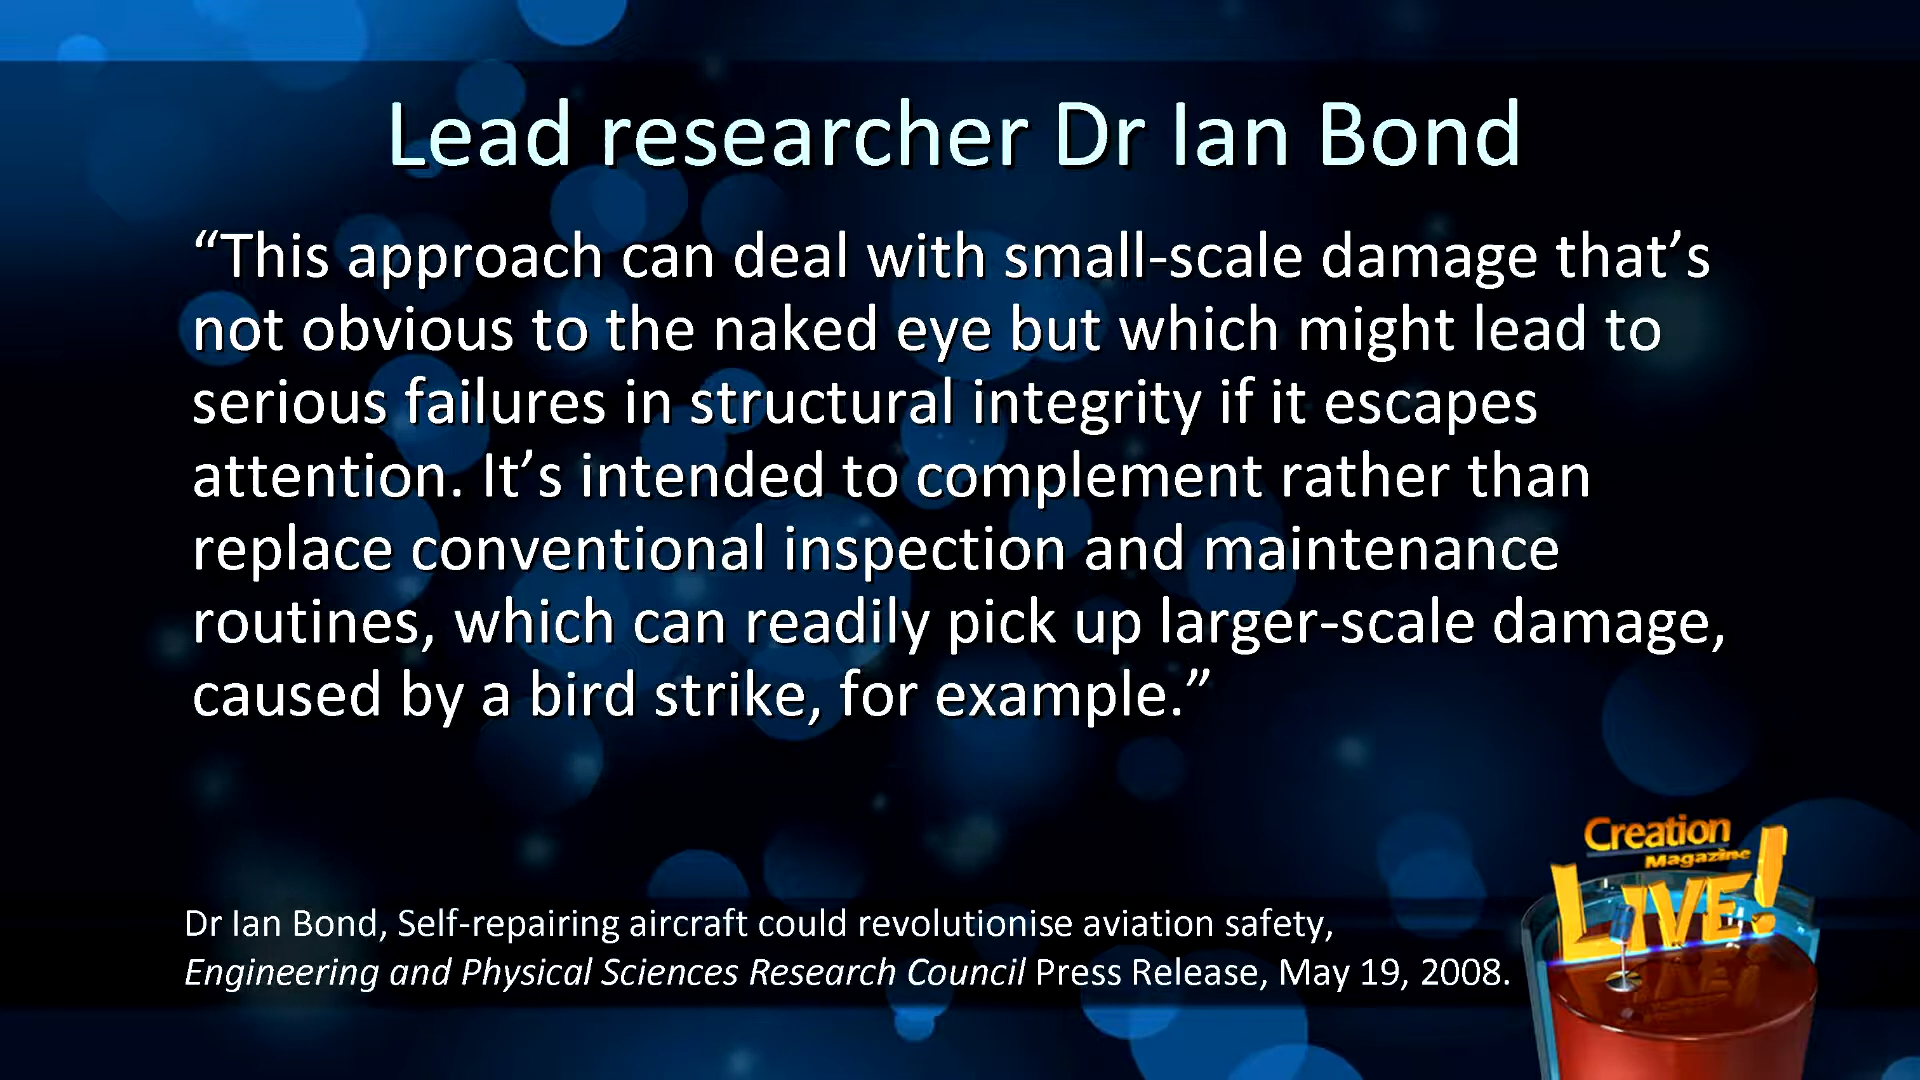 Lead researcher Dr Ian Bond
“This approach can deal with small-scale damage that’s
not obvious to the naked eye but which might lead to
serious failures in structural integrity if it escapes
attention. It’s intended to complement rather than
replace conventional inspection and maintenance
routines, which can readily pick up larger-scale damage,
caused by a bird strike, for example.”
Creation
Magazine
LIVE!
Dr Ian Bond, Self-repairing aircraft could revolutionise aviation safety,
Engineering and Physical Sciences Research Council Press Release, May 19, 2008.